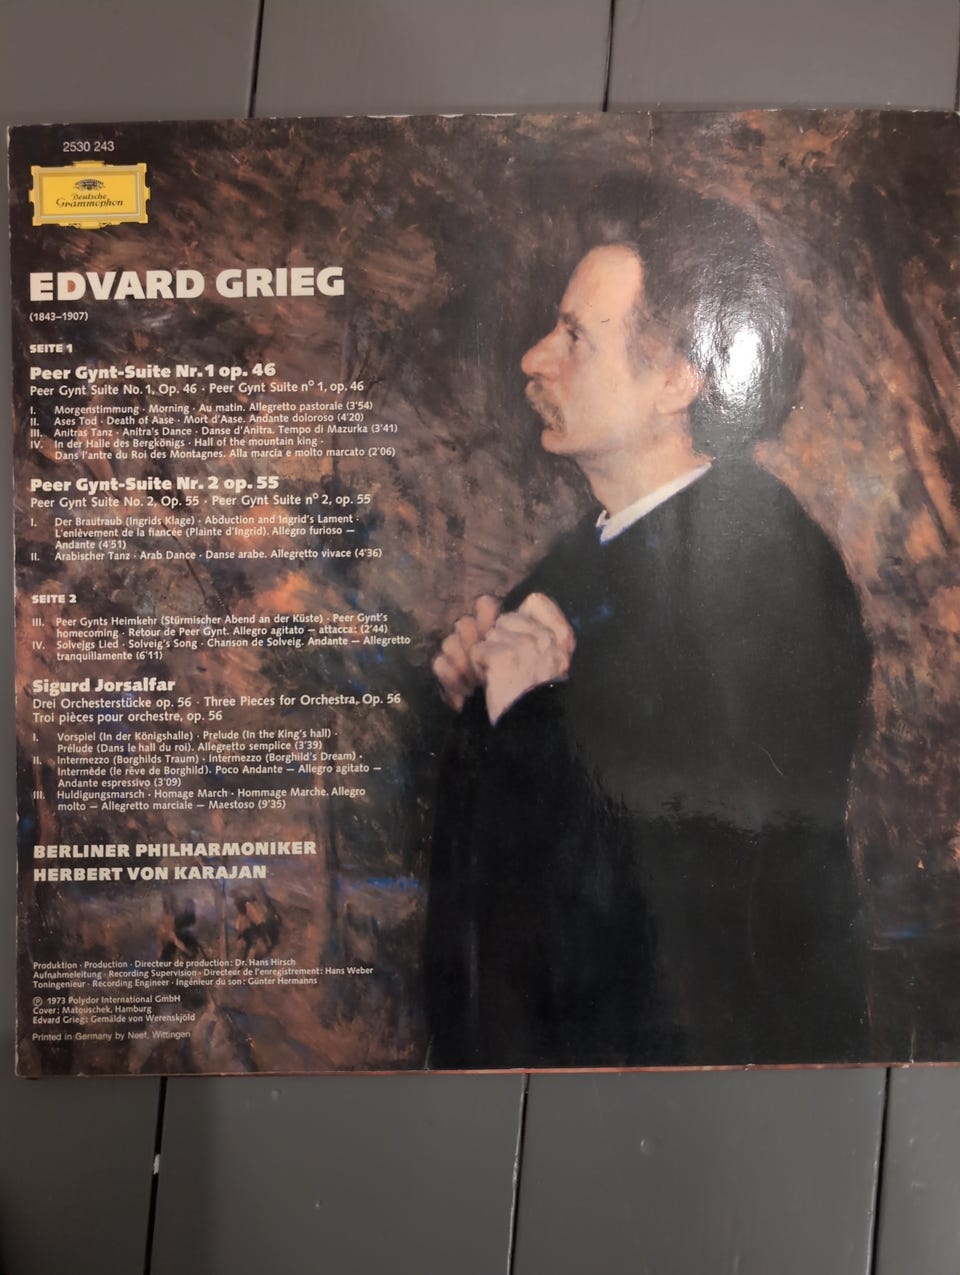 2530 243
Deutsche
Grammophon
EDVARD GRIEG
(1843–1907)
SEITE 1
Peer Gynt-Suite Nr. 1 op. 46
Peer Gynt Suite No. 1, Op. 46 · Peer Gynt Suite n° 1, op. 46
I. Morgenstimmung · Morning · Au matin. Allegretto pastorale (3'54)
II. Ases Tod · Death of Aase · Mort d'Aase. Andante doloroso (4'20)
III. Anitras Tanz · Anitra's Dance · Danse d'Anitra. Tempo di Mazurka (3'41)
IV. In der Halle des Bergkönigs · Hall of the mountain king ·
Dans l'antre du Roi des Montagnes. Alla marcia e molto marcato (2'06)
Peer Gynt-Suite Nr. 2 op. 55
Peer Gynt Suite No. 2, Op. 55 · Peer Gynt Suite n° 2, op. 55
I. Der Brautraub (Ingrids Klage) · Abduction and Ingrid's Lament ·
L'enlèvement de la fiancée (Plainte d'Ingrid). Allegro furioso —
Andante (4'51)
II. Arabischer Tanz · Arab Dance · Danse arabe. Allegretto vivace (4'36)
SEITE 2
III. Peer Gynts Heimkehr (Stürmischer Abend an der Küste) · Peer Gynt's
homecoming · Retour de Peer Gynt. Allegro agitato — attacca: (2'44)
IV. Solvejgs Lied · Solveig's Song · Chanson de Solveig. Andante — Allegretto
tranquillamente (6'11)
Sigurd Jorsalfar
Drei Orchesterstücke op. 56 · Three Pieces for Orchestra, Op. 56
Troi pièces pour orchestre, op. 56
I. Vorspiel (In der Königshalle) · Prelude (In the King's hall) ·
Prélude (Dans le hall du roi). Allegretto semplice (3'39)
II. Intermezzo (Borghilds Traum) · Intermezzo (Borghild's Dream) ·
Intermède (le rêve de Borghild). Poco Andante — Allegro agitato —
Andante espressivo (3'09)
III. Huldigungsmarsch · Homage March · Hommage Marche. Allegro
molto — Allegretto marciale — Maestoso (9'35)
BERLINER PHILHARMONIKER
HERBERT VON KARAJAN
Produktion · Production · Directeur de production: Dr. Hans Hirsch
Aufnahmeleitung · Recording Supervision · Directeur de l'enregistrement: Hans Weber
Toningenieur · Recording Engineer · Ingénieur du son: Günter Hermanns
℗ 1973 Polydor International GmbH
Cover: Matouschek, Hamburg
Edvard Grieg: Gemälde von Werenskjöld
Printed in Germany by Neef, Wittingen